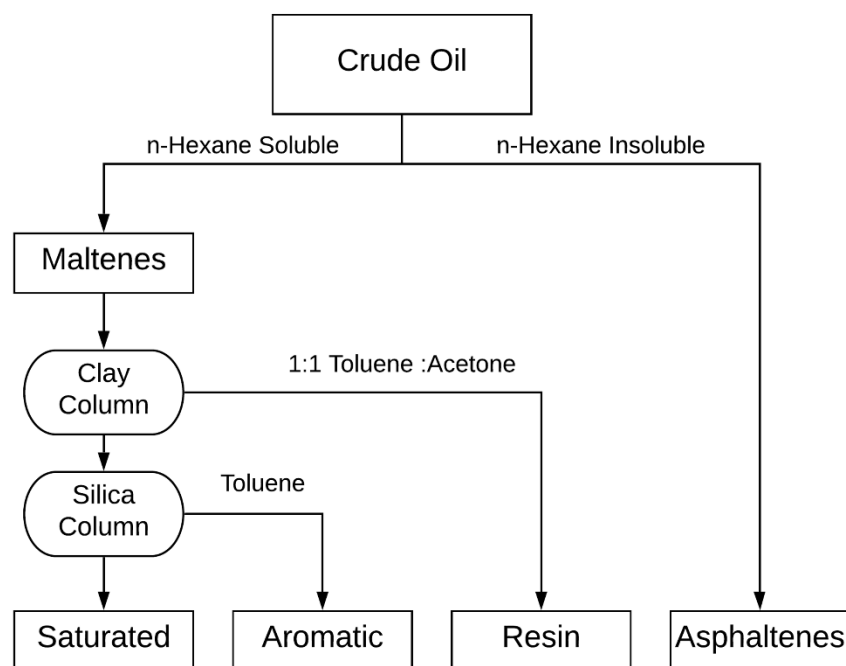 Crude Oil
n-Hexane Soluble
n-Hexane Insoluble
Maltenes
Clay
Column
1:1 Toluene :Acetone
Silica
Column
Toluene
Saturated
Aromatic
Resin
Asphaltenes